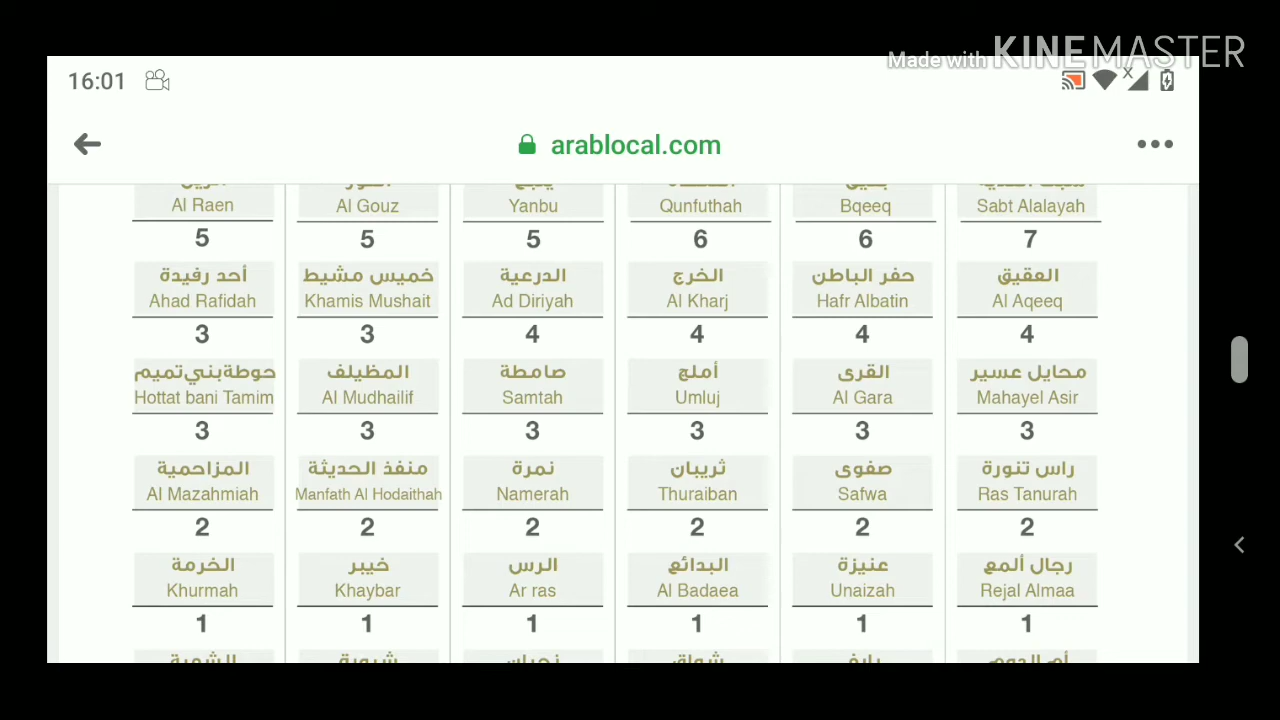 Made with KINEMASTER
16:01
arablocal.com
Al Raen Al Gouz Yanbu Qunfuthah Bqeeq Sabt Alalayah
5 5 5 6 6 7
أحد رفيدة خميس مشيط الدرعية الخرج حفر الباطن العقيق
Ahad Rafidah Khamis Mushait Ad Diriyah Al Kharj Hafr Albatin Al Aqeeq
3 3 4 4 4 4
حوطة بني تميم المظيلف صامطة أملج القرى محايل عسير
Hottat bani Tamim Al Mudhailif Samtah Umluj Al Gara Mahayel Asir
3 3 3 3 3 3
المزاحمية منفذ الحديثة نمرة ثريبان صفوى راس تنورة
Al Mazahmiah Manfath Al Hodaithah Namerah Thuraiban Safwa Ras Tanurah
2 2 2 2 2 2
الخرمة خيبر الرس البدائع عنيزة رجال ألمع
Khurmah Khaybar Ar ras Al Badaea Unaizah Rejal Almaa
1 1 1 1 1 1